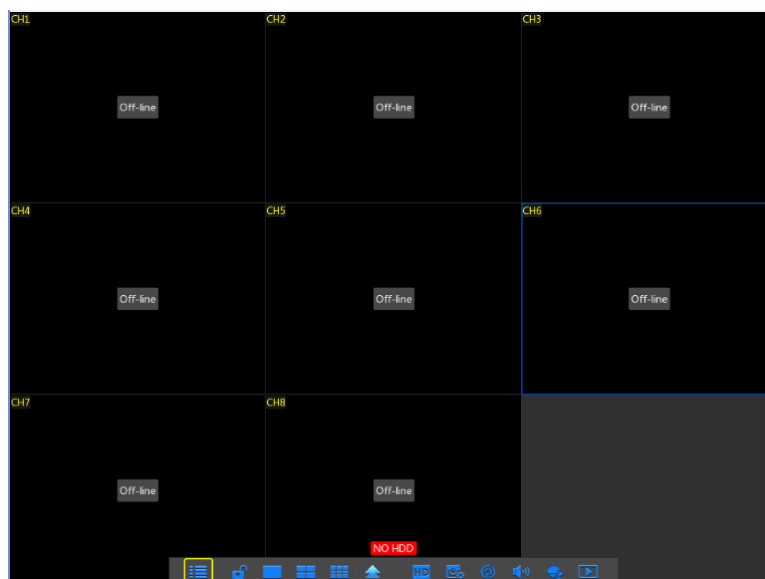 CH1
CH2
CH3
Off-line
Off-line
Off-line
CH4
CH5
CH6
Off-line
Off-line
Off-line
CH7
CH8
Off-line
Off-line
NO HDD
HD